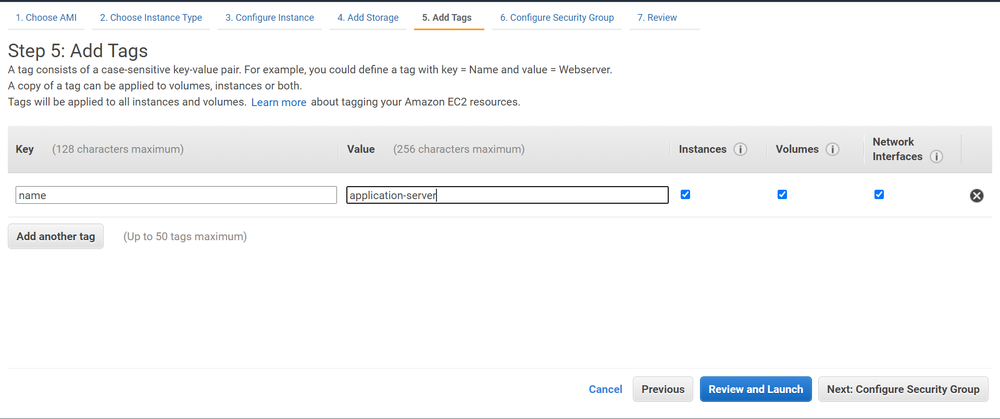 1. Choose AMI 2. Choose Instance Type 3. Configure Instance 4. Add Storage 5. Add Tags 6. Configure Security Group 7. Review
Step 5: Add Tags
A tag consists of a case-sensitive key-value pair. For example, you could define a tag with key = Name and value = Webserver.
A copy of a tag can be applied to volumes, instances or both.
Tags will be applied to all instances and volumes. Learn more about tagging your Amazon EC2 resources.
Key (128 characters maximum) Value (256 characters maximum) Instances i Volumes i Network Interfaces i
name application-server
Add another tag (Up to 50 tags maximum)
Cancel Previous Review and Launch Next: Configure Security Group